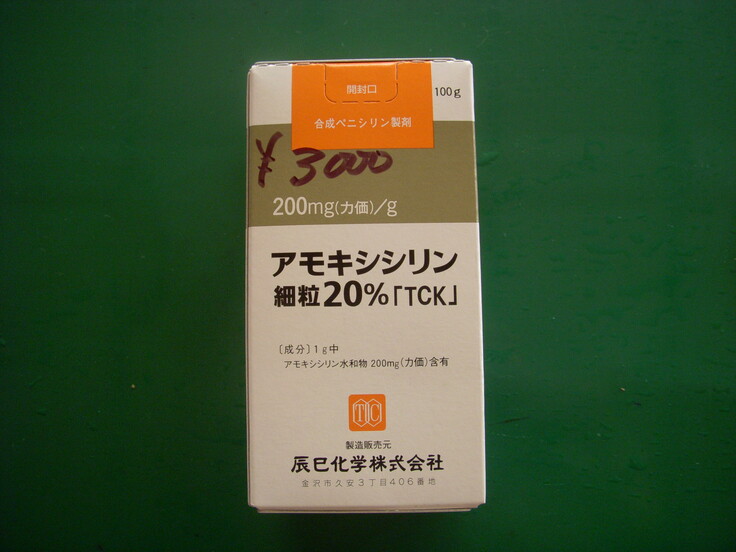 開封口
100g
合成ペニシリン製剤
¥3000
200mg(力価)/g
アモキシシリン
細粒20%「TCK」
〔成分〕1g中
アモキシシリン水和物 200mg(力価)含有
TC
製造販売元
辰巳化学株式会社
金沢市久安3丁目406番地